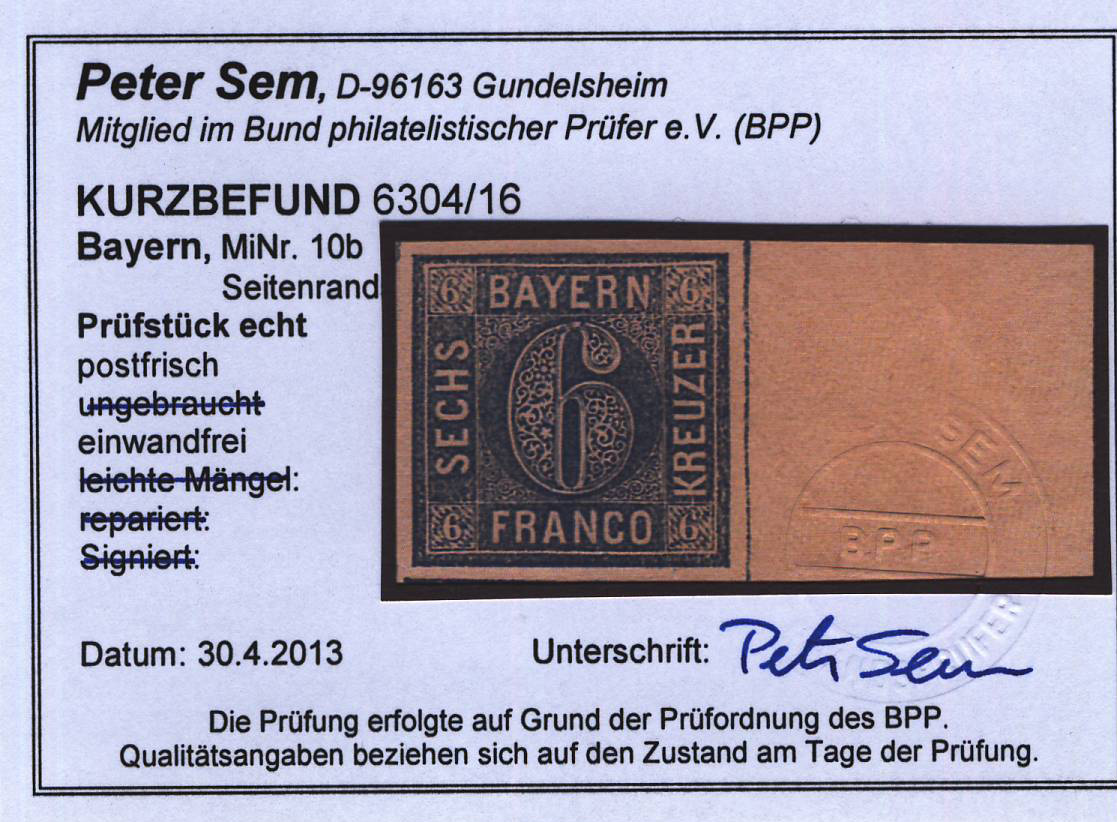 Peter Sem, D-96163 Gundelsheim
Mitglied im Bund philatelistischer Prüfer e.V. (BPP)
KURZBEFUND 6304/16
Bayern, MiNr. 10b
Seitenrand
Prüfstück echt
postfrisch
ungebraucht
einwandfrei
leichte Mängel:
repariert:
Signiert:
6 BAYERN 6
SECHS
6
KREUZER
6 FRANCO 6
SEM
B.P.P.
Datum: 30.4.2013
Unterschrift: Peter Sem
Die Prüfung erfolgte auf Grund der Prüfordnung des BPP.
Qualitätsangaben beziehen sich auf den Zustand am Tage der Prüfung.